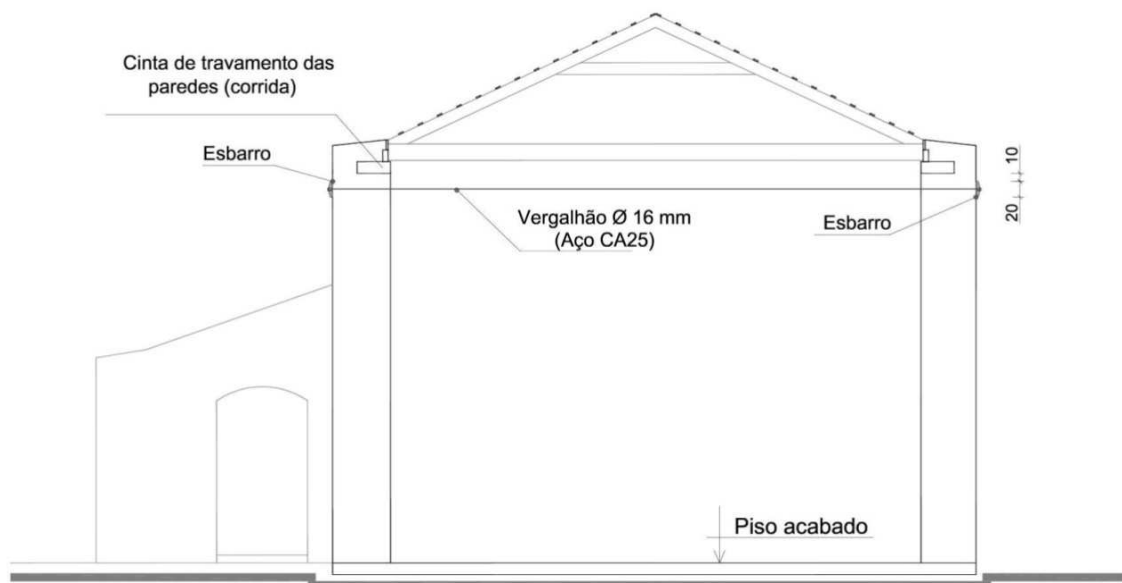 Cinta de travamento das
paredes (corrida)
Esbarro
10
20
Vergalhão Ø 16 mm
(Aço CA25)
Esbarro
Piso acabado